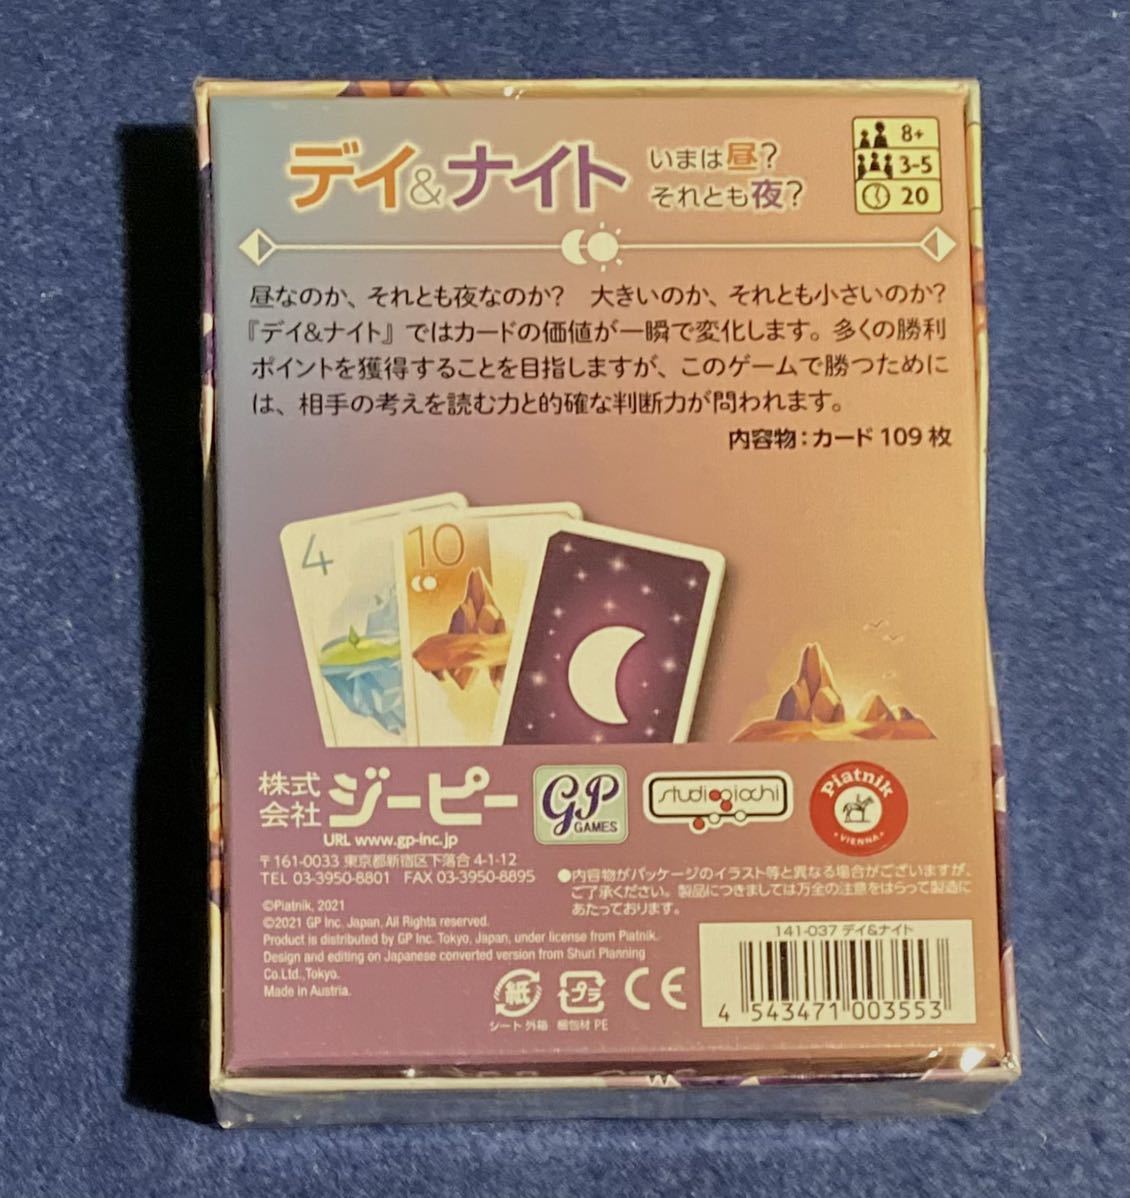 デイ&ナイト
いまは昼?
それとも夜?
8+
3-5
20
昼なのか、それとも夜なのか? 大きいのか、それとも小さいのか?
『デイ&ナイト』ではカードの価値が一瞬で変化します。多くの勝利
ポイントを獲得することを目指しますが、このゲームで勝つために
は、相手の考えを読む力と的確な判断力が問われます。
内容物:カード 109 枚
4
10
株式会社 ジーピー
URL www.gp-inc.jp
GP
GAMES
studiogiochi
Piatnik
VIENNA
〒161-0033 東京都新宿区下落合 4-1-12
TEL 03-3950-8801 FAX 03-3950-8895
●内容物がパッケージのイラスト等と異なる場合がございますが、
ご了承ください。製品につきましては万全の注意をはらって製造に
あたっております。
©Piatnik, 2021
©2021 GP Inc. Japan, All Rights reserved.
Product is distributed by GP Inc. Tokyo, Japan, under license from Piatnik.
Design and editing on Japanese converted version from Shuri Planning
Co.Ltd.,Tokyo.
Made in Austria.
紙
シート 外箱
プラ
梱包材 PE
CE
141-037 デイ&ナイト
4 543471 003553